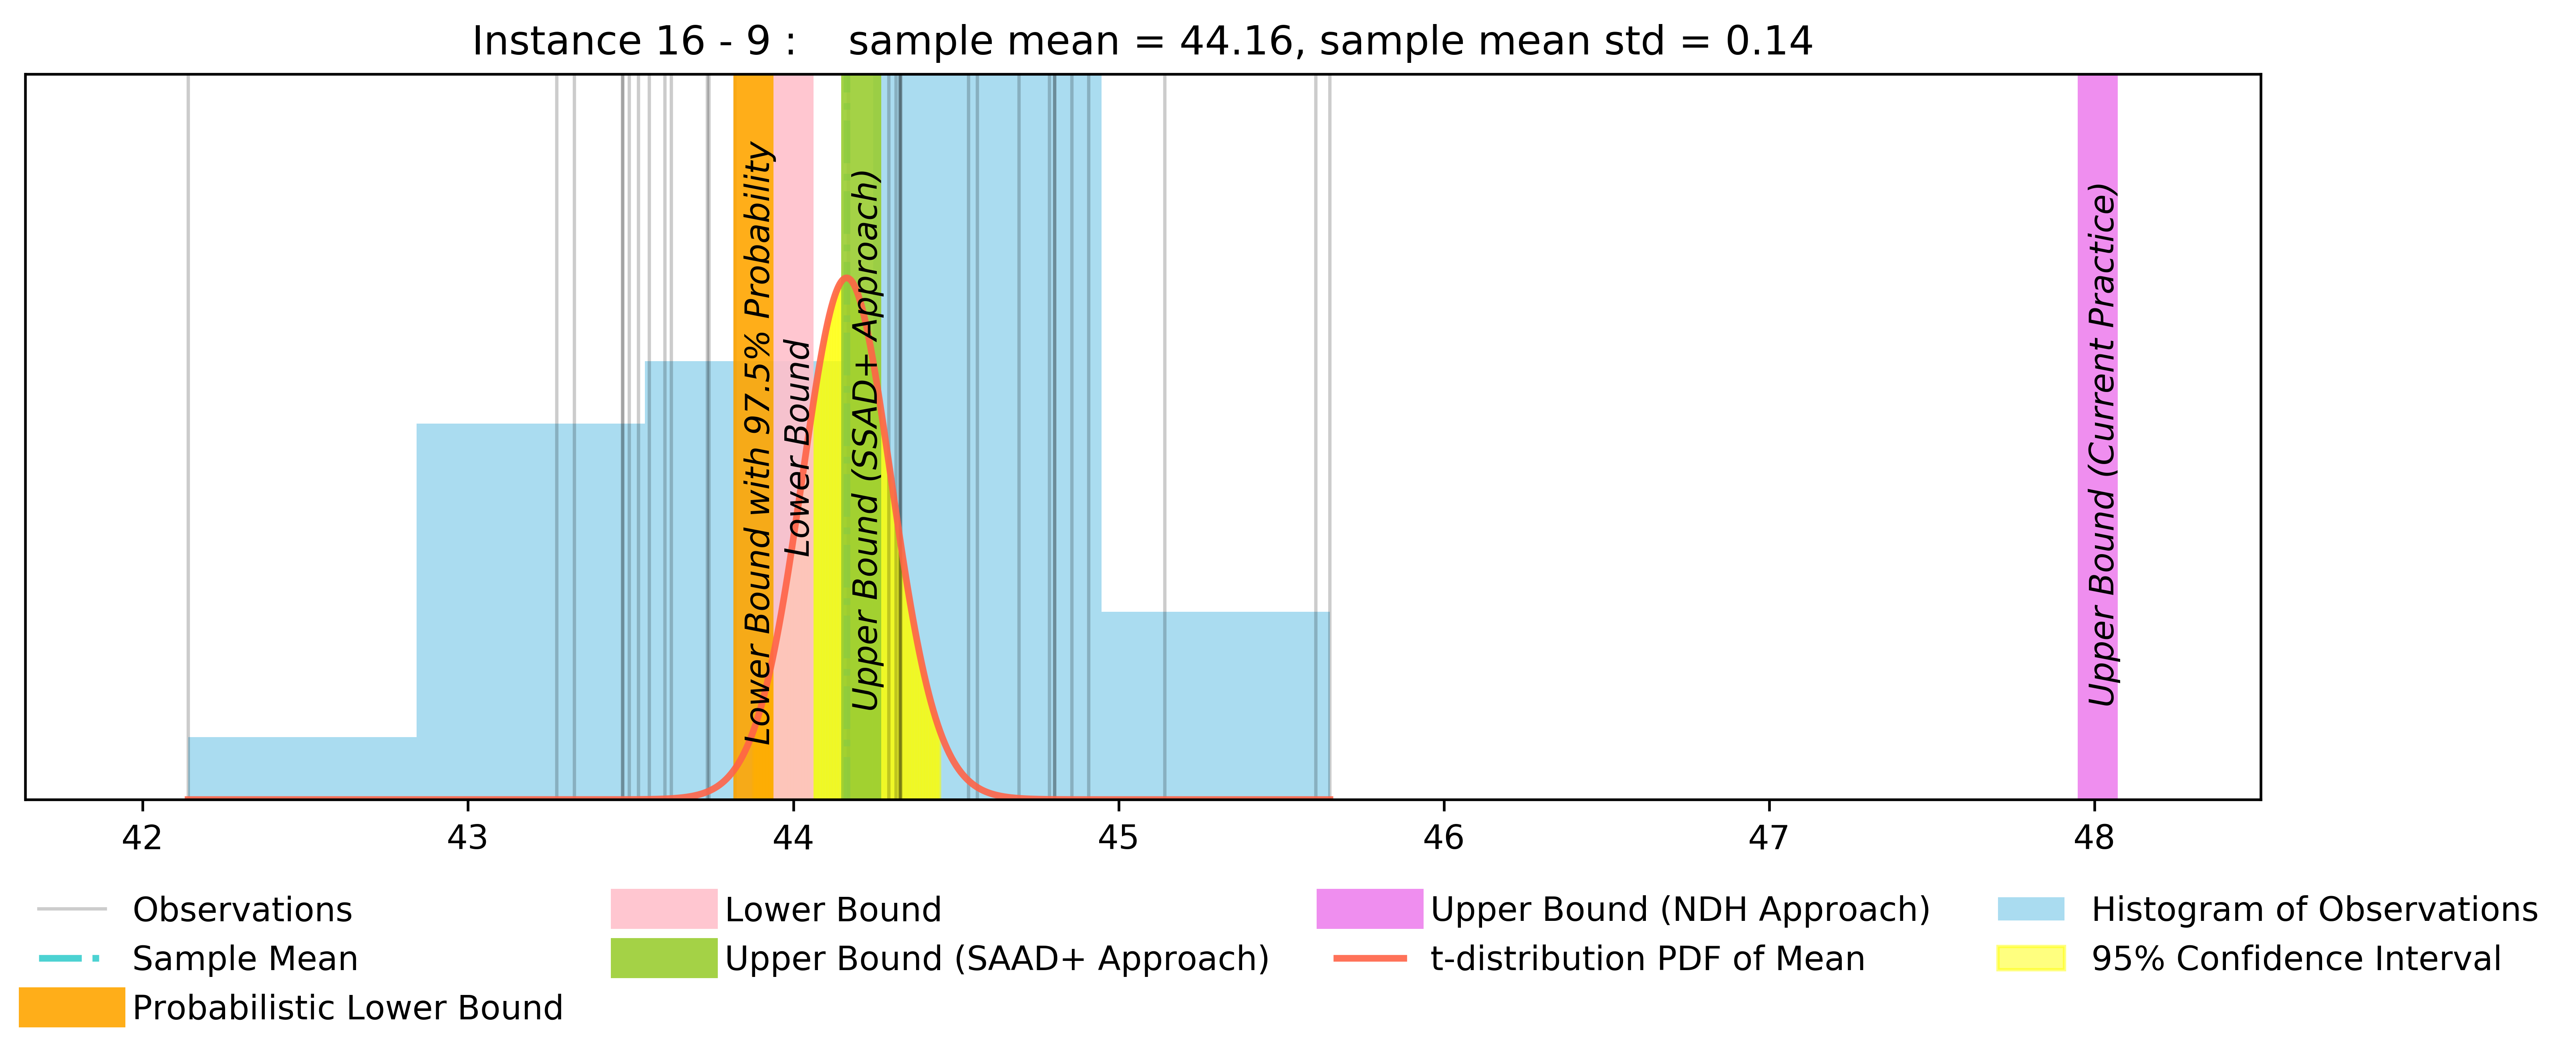 Instance 16 - 9 :    sample mean = 44.16, sample mean std = 0.14
Lower Bound with 97.5% Probability
Lower Bound
Upper Bound (SSAD+ Approach)
Upper Bound (Current Practice)
42 43 44 45 46 47 48
Observations
Sample Mean
Probabilistic Lower Bound
Lower Bound
Upper Bound (SAAD+ Approach)
Upper Bound (NDH Approach)
t-distribution PDF of Mean
Histogram of Observations
95% Confidence Interval